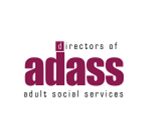 directors of
adass
adult social services